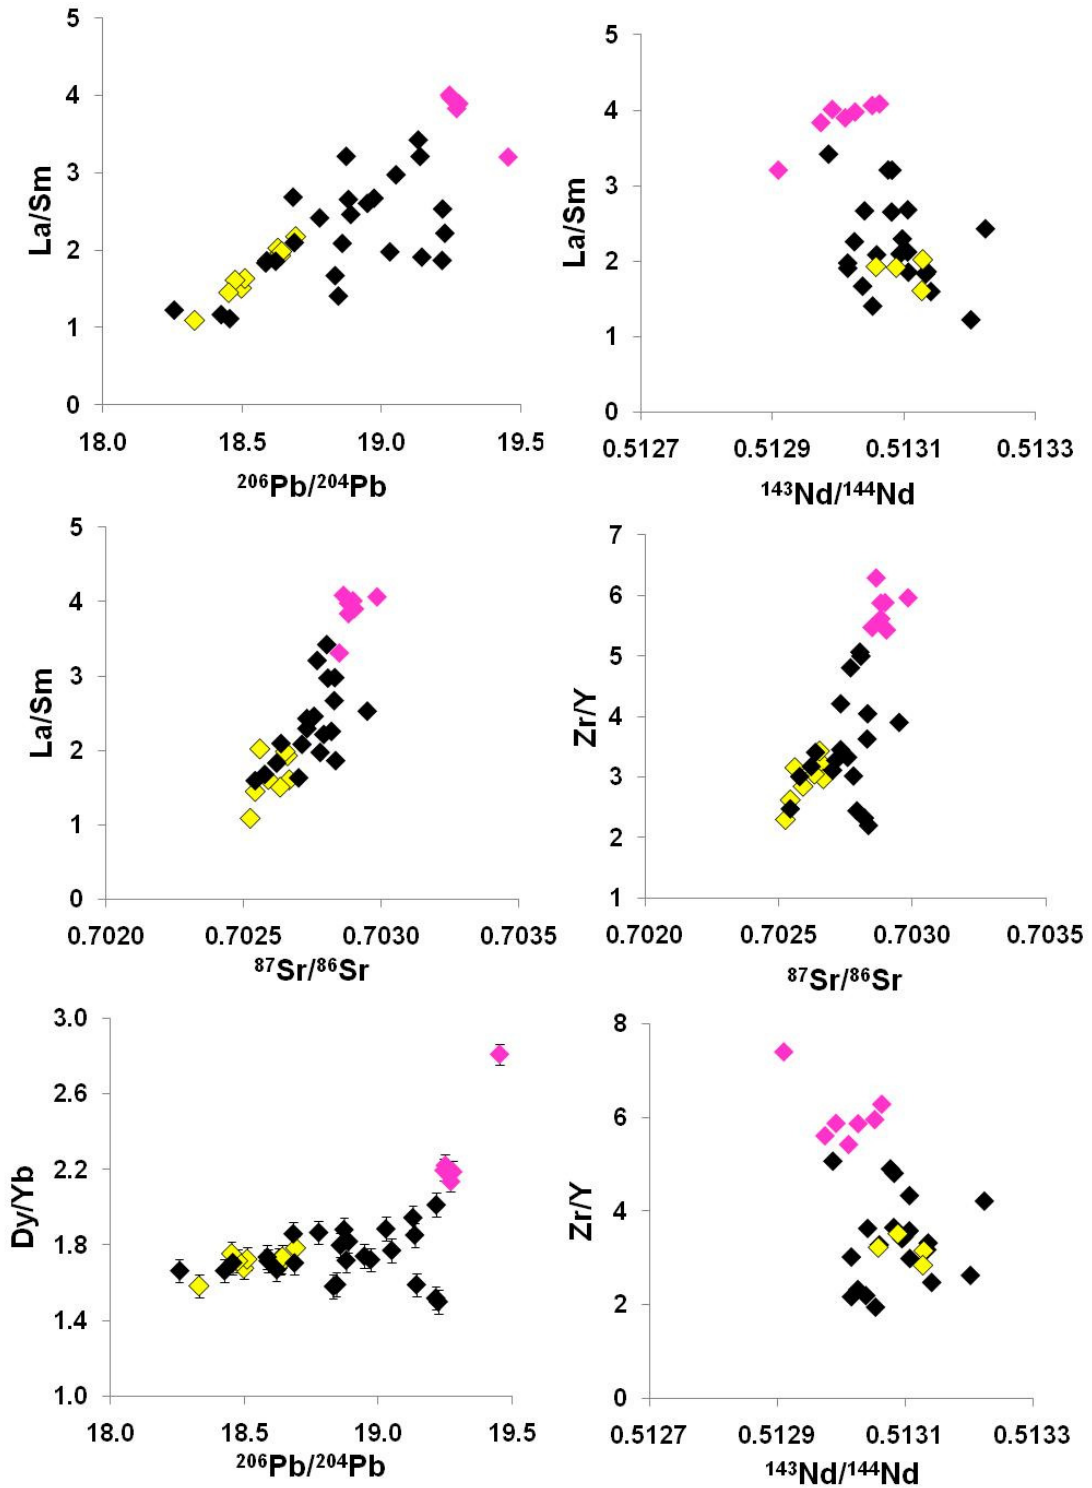 5
4
3
2
1
0
La/Sm
18.0 18.5 19.0 19.5
²⁰⁶Pb/²⁰⁴Pb
5
4
3
2
1
0
La/Sm
0.5127 0.5129 0.5131 0.5133
¹⁴³Nd/¹⁴⁴Nd
5
4
3
2
1
0
La/Sm
0.7020 0.7025 0.7030 0.7035
⁸⁷Sr/⁸⁶Sr
7
6
5
4
3
2
1
Zr/Y
0.7020 0.7025 0.7030 0.7035
⁸⁷Sr/⁸⁶Sr
3.0
2.6
2.2
1.8
1.4
1.0
Dy/Yb
18.0 18.5 19.0 19.5
²⁰⁶Pb/²⁰⁴Pb
8
6
4
2
0
Zr/Y
0.5127 0.5129 0.5131 0.5133
¹⁴³Nd/¹⁴⁴Nd